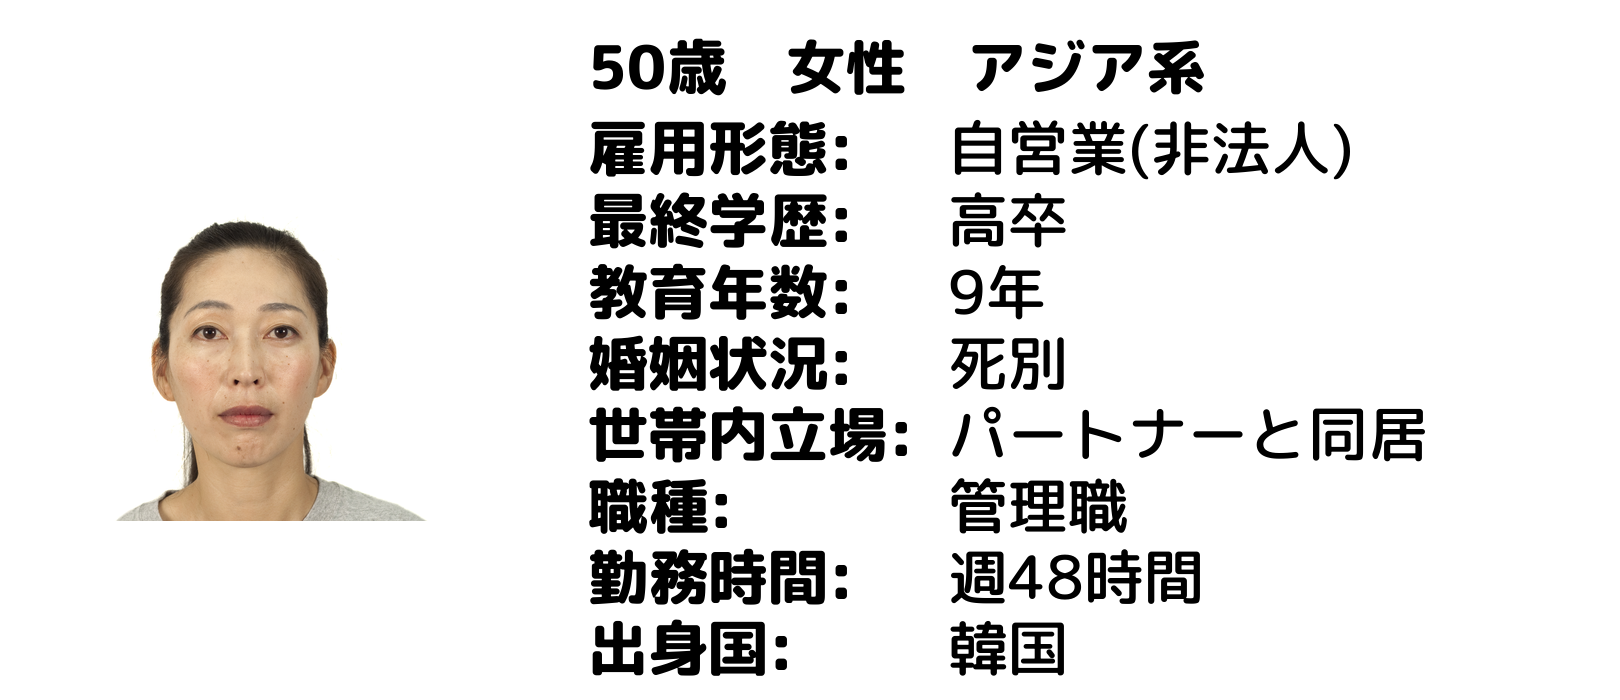 50歳　女性　アジア系
雇用形態: 自営業(非法人)
最終学歴: 高卒
教育年数: 9年
婚姻状況: 死別
世帯内立場: パートナーと同居
職種: 管理職
勤務時間: 週48時間
出身国: 韓国